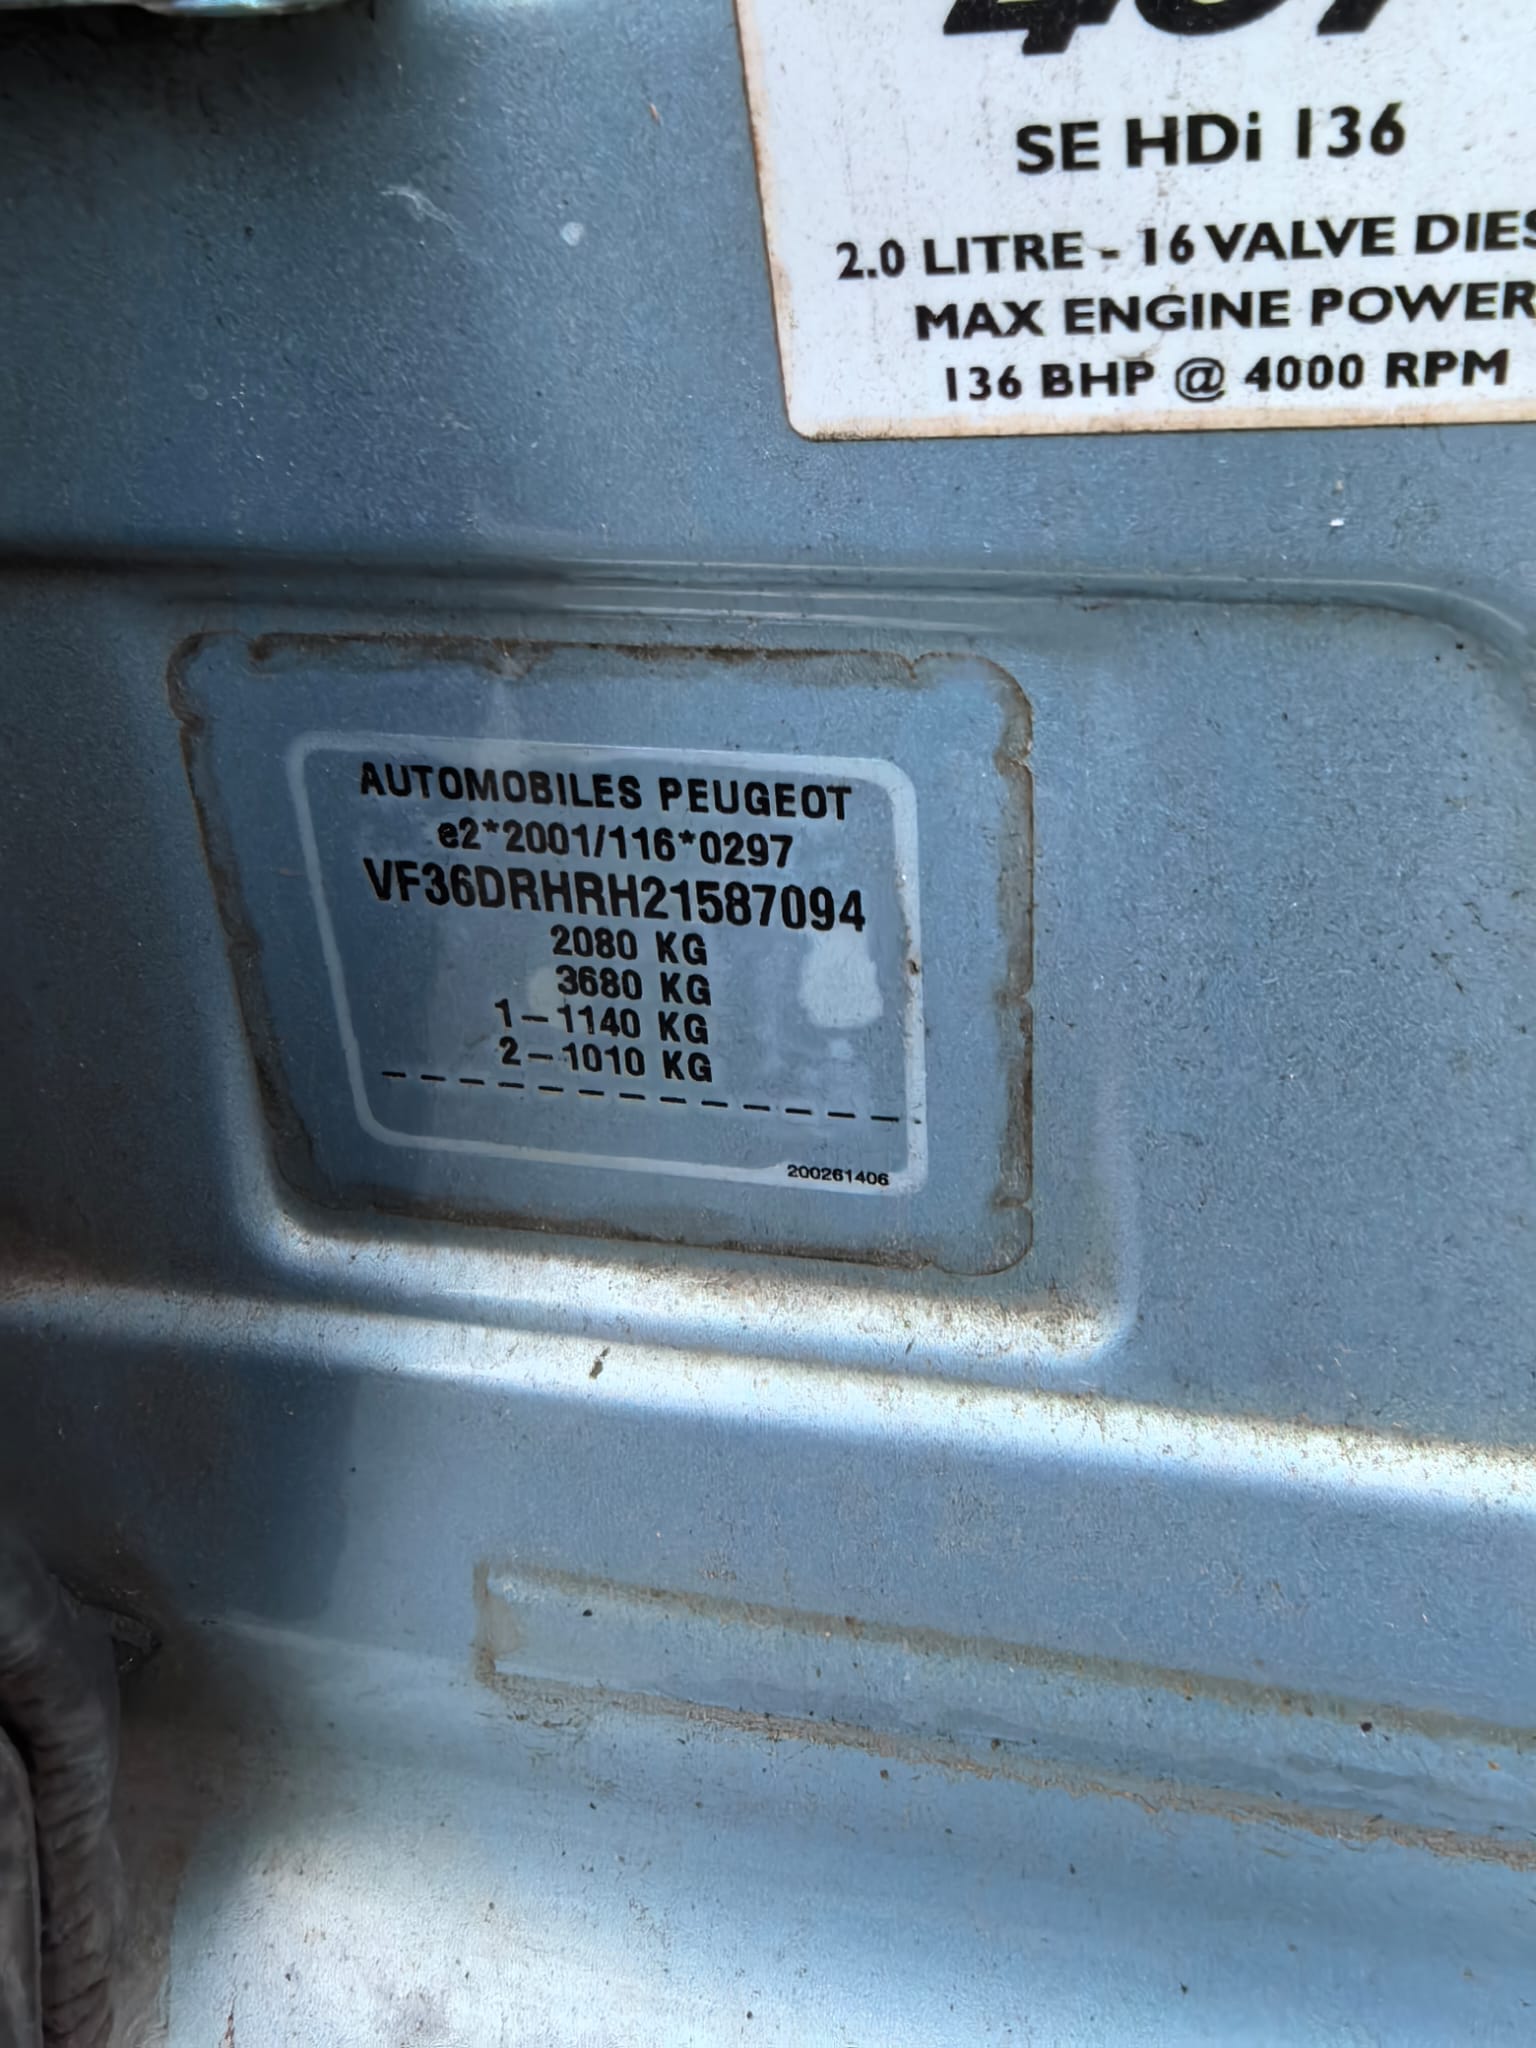 407
SE HDi 136
2.0 LITRE - 16 VALVE
MAX ENGINE POWER
136 BHP @ 4000 RPM
AUTOMOBILES PEUGEOT
e2*2001/116*0297
VF36DRHRH21587094
2080 KG
3680 KG
1-1140 KG
2-1010 KG
200261406